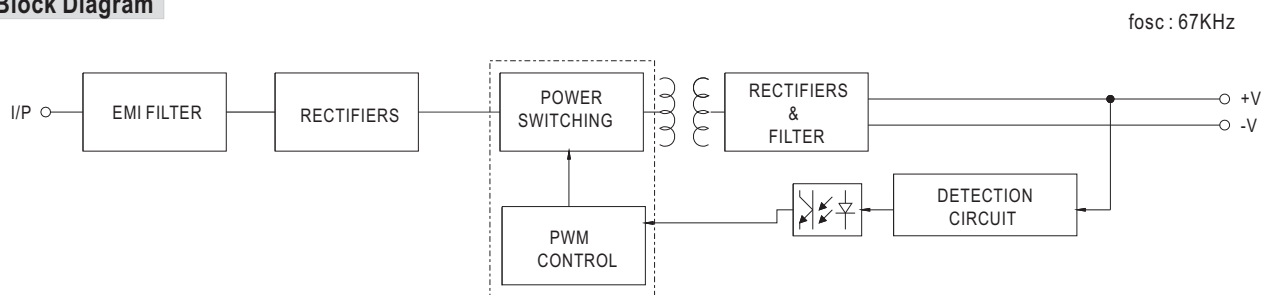 Block Diagram
fosc : 67KHz
I/P
EMI FILTER
RECTIFIERS
POWER
SWITCHING
RECTIFIERS
&
FILTER
+V
-V
PWM
CONTROL
DETECTION
CIRCUIT